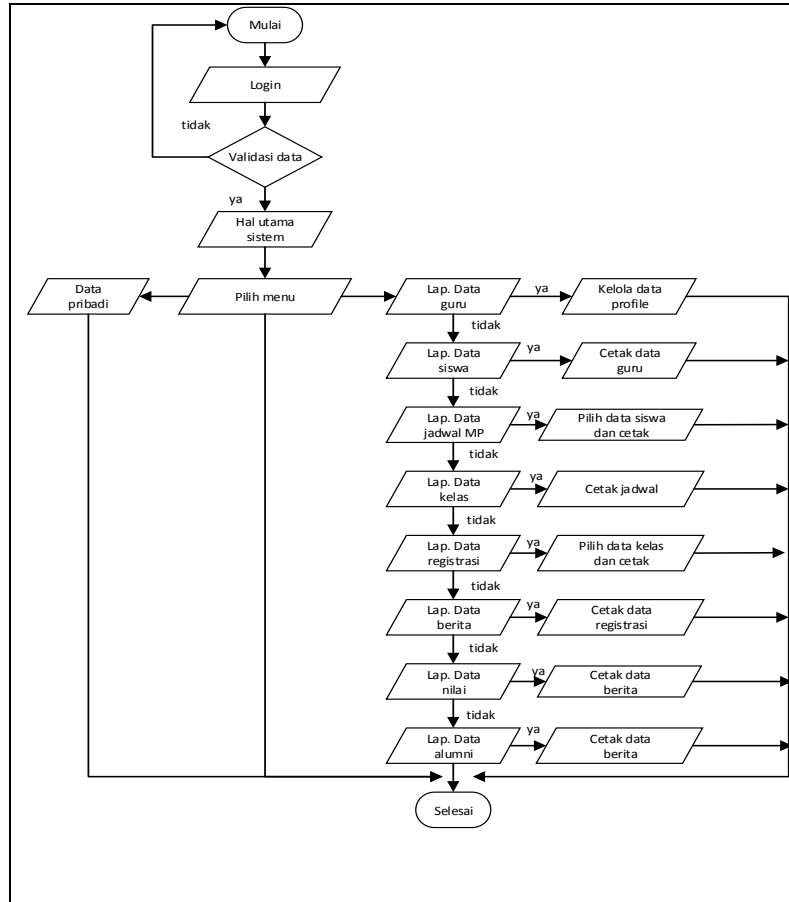 Mulai
Login
tidak
Validasi data
ya
Hal utama
sistem
Data
pribadi
Pilih menu
Lap. Data
guru
ya
Kelola data
profile
tidak
Lap. Data
siswa
ya
Cetak data
guru
tidak
Lap. Data
jadwal MP
ya
Pilih data siswa
dan cetak
tidak
Lap. Data
kelas
ya
Cetak jadwal
tidak
Lap. Data
registrasi
ya
Pilih data kelas
dan cetak
tidak
Lap. Data
berita
ya
Cetak data
registrasi
tidak
Lap. Data
nilai
ya
Cetak data
berita
tidak
Lap. Data
alumni
ya
Cetak data
berita
Selesai